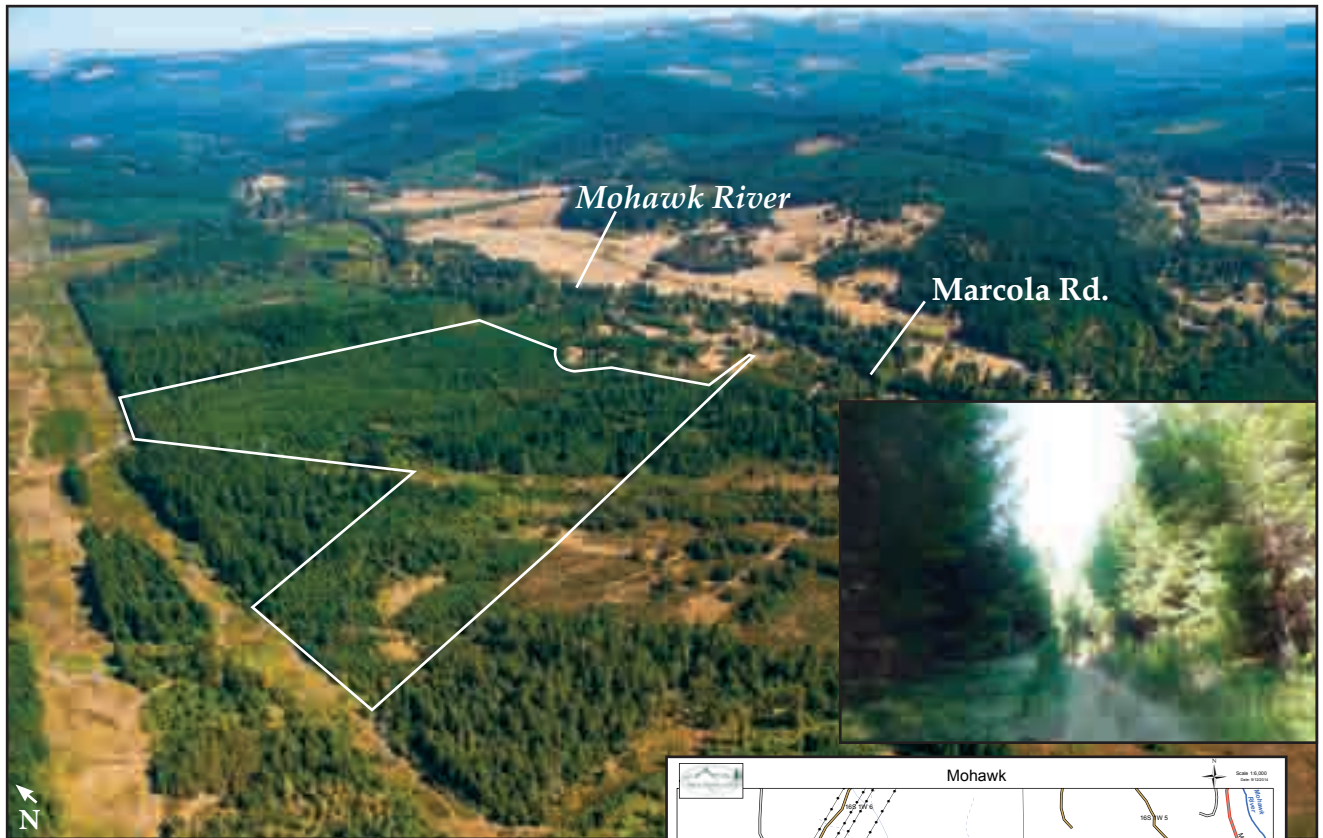 Mohawk River
Marcola Rd.
N
Mohawk
N
Scale 1:6,000
16S 1W 6
16S 1W 5
Mohawk
River